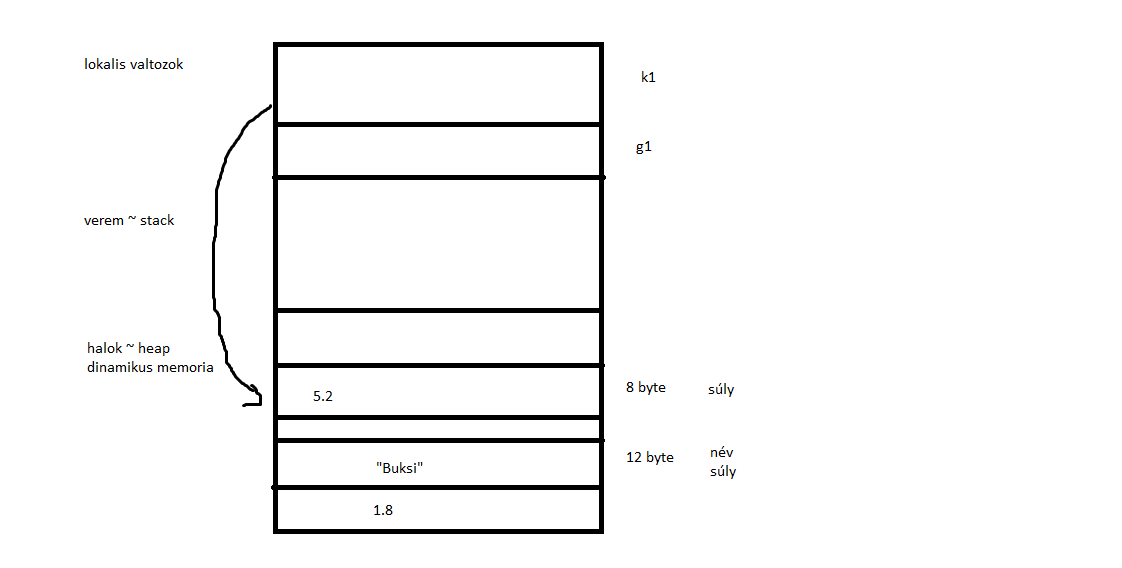 lokalis valtozok
k1
g1
verem ~ stack
halok ~ heap
dinamikus memoria
5.2
8 byte
súly
"Buksi"
12 byte
név
súly
1.8